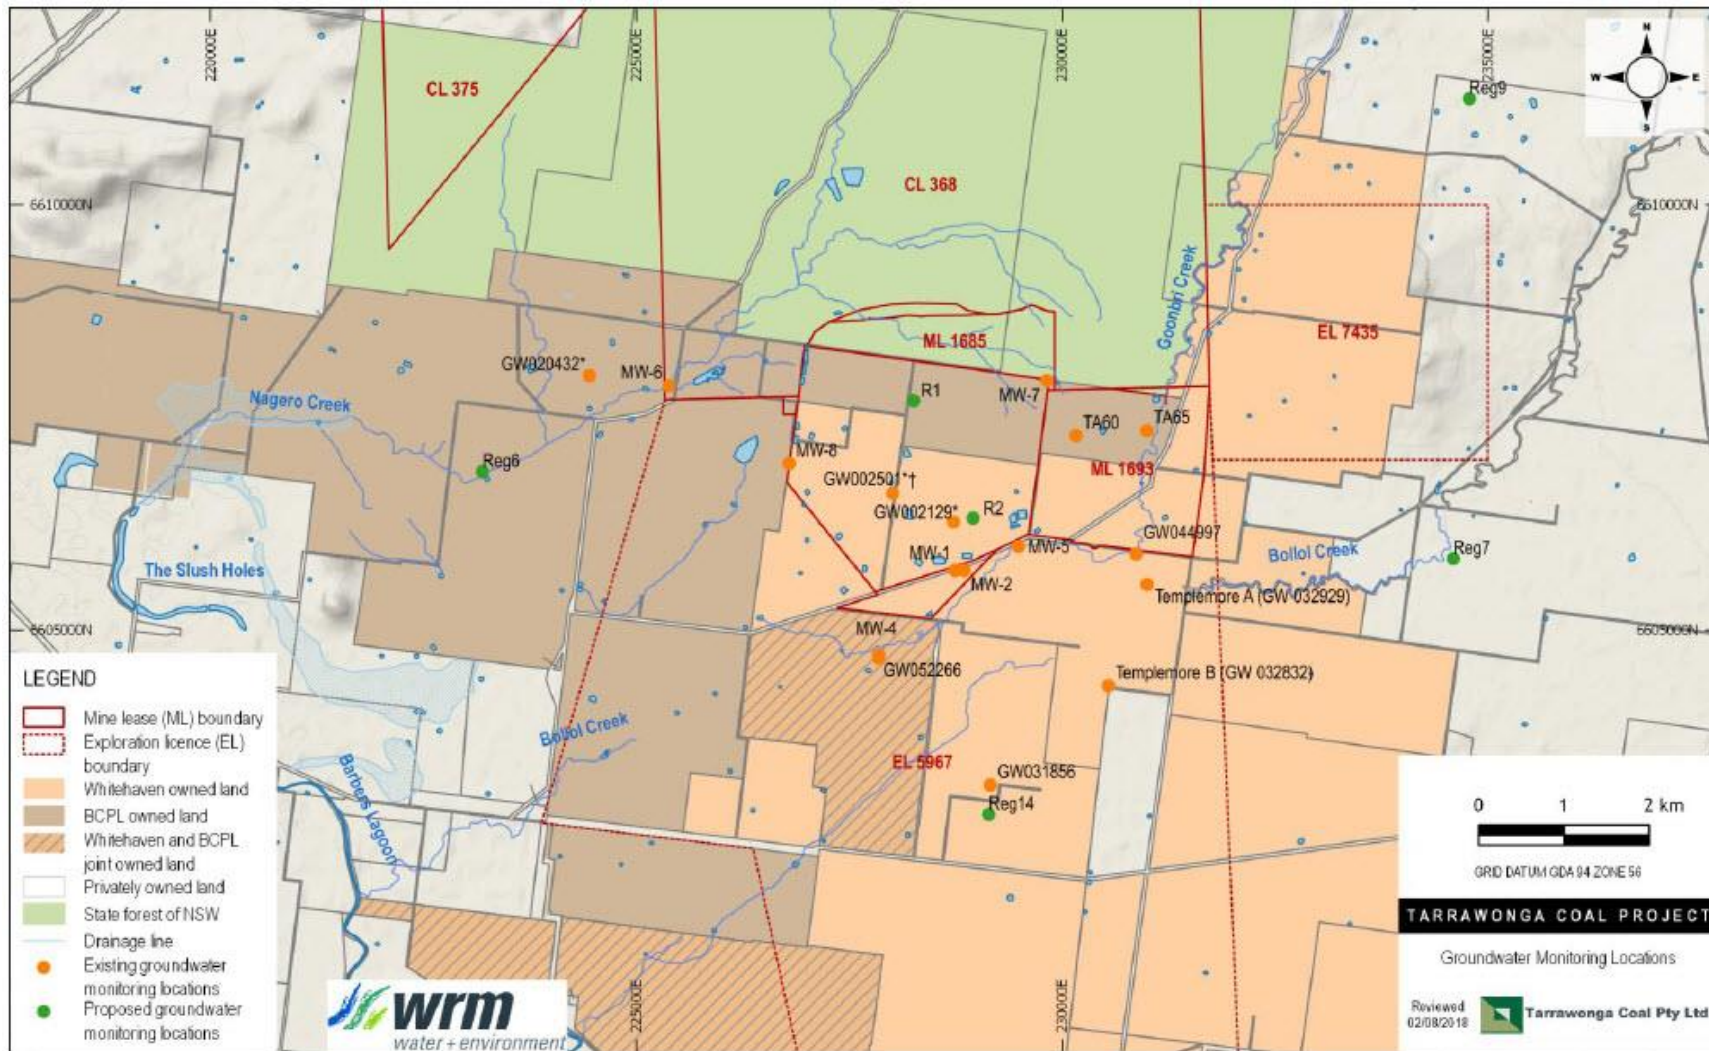 220000E
225000E
230000E
235000E
N
W
E
S
CL 375
Reg9
CL 368
6610000N
6610000N
Goonbri Creek
ML 1685
EL 7435
GW020432*
MW-6
MW-7
R1
TA60
TA65
Nagero Creek
Reg6
MW-8
ML 1693
GW002501*†
GW002129*
R2
GW044997
MW-1
MW-5
Bollol Creek
Reg7
The Slush Holes
MW-2
Templemore A (GW 032929)
6605000N
6605000N
MW-4
GW052266
Templemore B (GW 032832)
Bollol Creek
EL 5967
GW031856
Reg14
Barbers Lagoon
LEGEND
Mine lease (ML) boundary
Exploration licence (EL)
boundary
Whitehaven owned land
BCPL owned land
Whitehaven and BCPL
joint owned land
Privately owned land
State forest of NSW
Drainage line
Existing groundwater
monitoring locations
Proposed groundwater
monitoring locations
wrm
water + environment
225000E
230000E
0 1 2 km
GRID DATUM GDA 94 ZONE 56
TARRAWONGA COAL PROJECT
Groundwater Monitoring Locations
Reviewed
02/08/2018
Tarrawonga Coal Pty Ltd